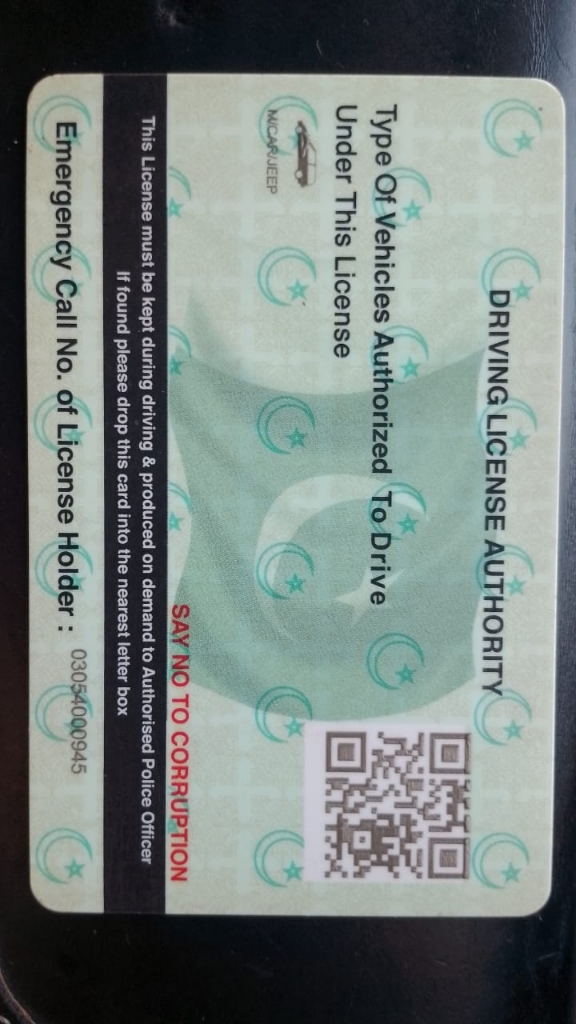 DRIVING LICENSE AUTHORITY
Type Of Vehicles Authorized To Drive
Under This License
M/CAR/JEEP
SAY NO TO CORRUPTION
This License must be kept during driving & produced on demand to Authorised Police Officer
If found please drop this card into the nearest letter box
Emergency Call No. of License Holder : 03054000945